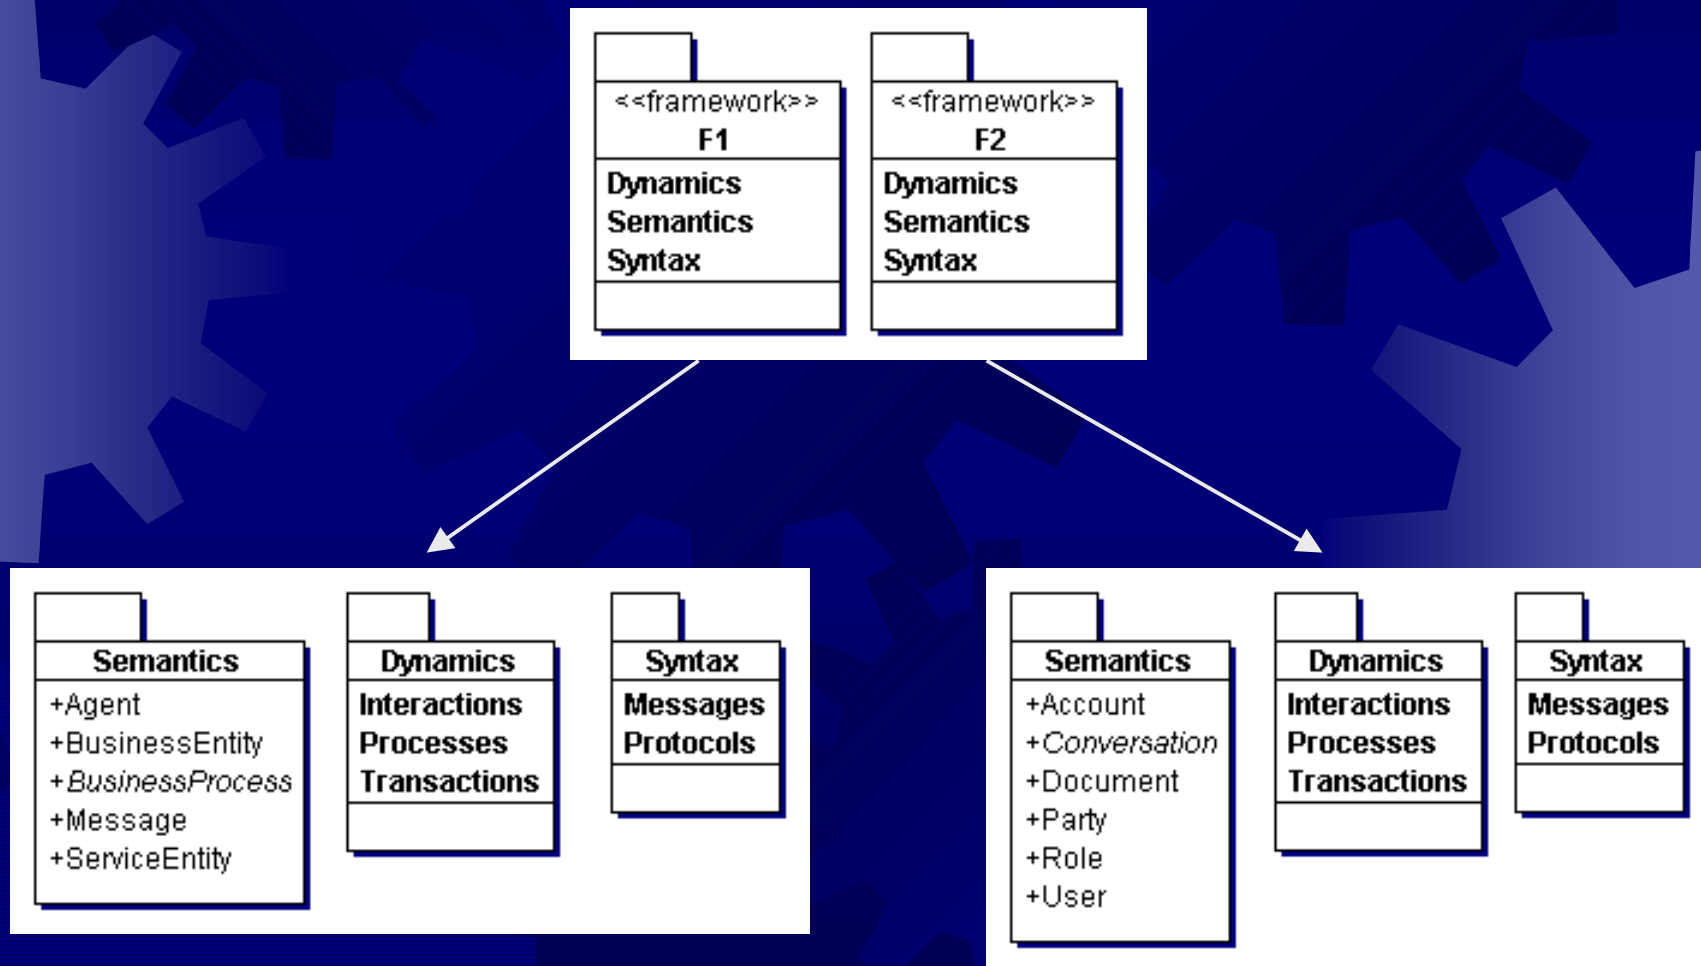 <<framework>>
F1
Dynamics
Semantics
Syntax
<<framework>>
F2
Dynamics
Semantics
Syntax
Semantics
+Agent
+BusinessEntity
+BusinessProcess
+Message
+ServiceEntity
Dynamics
Interactions
Processes
Transactions
Syntax
Messages
Protocols
Semantics
+Account
+Conversation
+Document
+Party
+Role
+User
Dynamics
Interactions
Processes
Transactions
Syntax
Messages
Protocols